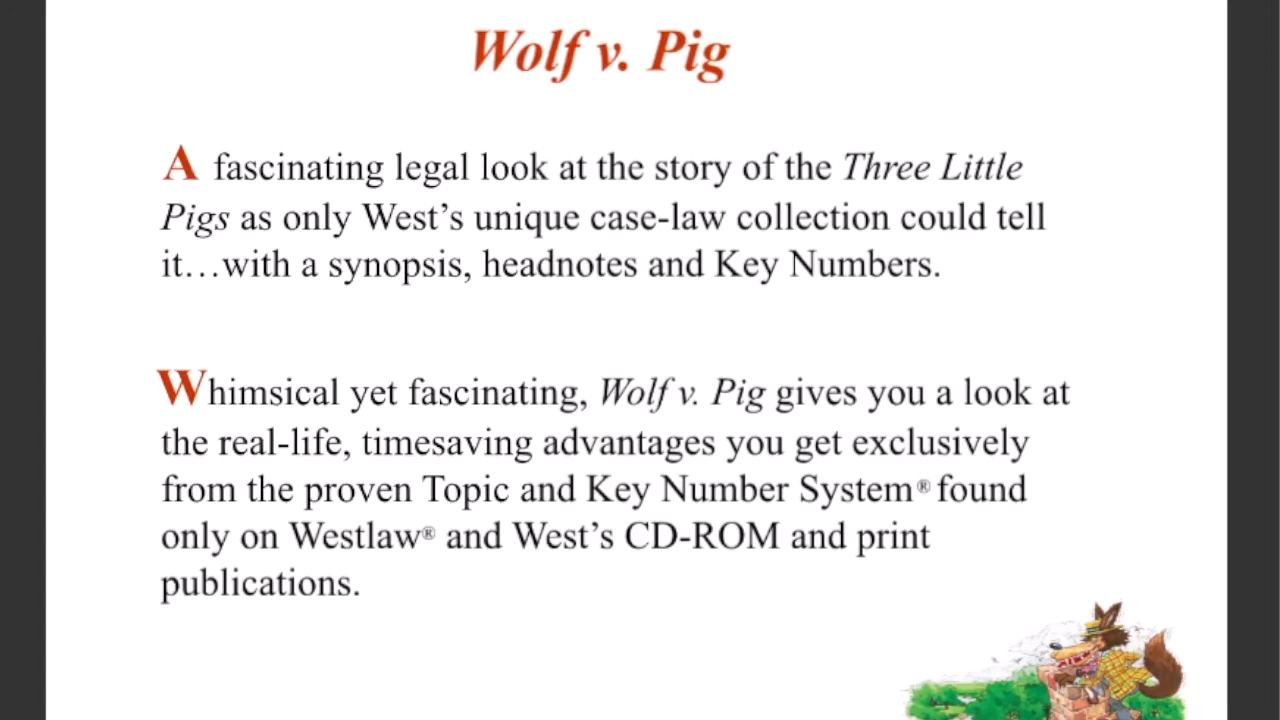 Wolf v. Pig
A fascinating legal look at the story of the Three Little
Pigs as only West’s unique case-law collection could tell
it…with a synopsis, headnotes and Key Numbers.
Whimsical yet fascinating, Wolf v. Pig gives you a look at
the real-life, timesaving advantages you get exclusively
from the proven Topic and Key Number System® found
only on Westlaw® and West’s CD-ROM and print
publications.